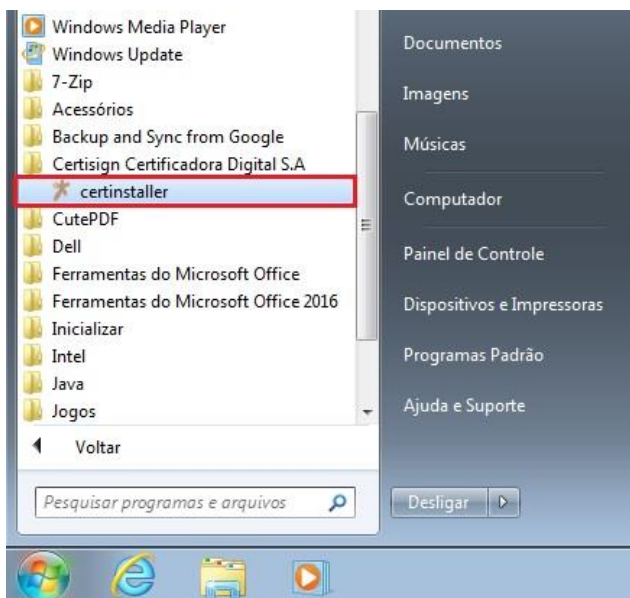 Windows Media Player
Windows Update
7-Zip
Acessórios
Backup and Sync from Google
Certisign Certificadora Digital S.A
certinstaller
CutePDF
Dell
Ferramentas do Microsoft Office
Ferramentas do Microsoft Office 2016
Inicializar
Intel
Java
Jogos
Voltar
Pesquisar programas e arquivos
Documentos
Imagens
Músicas
Computador
Painel de Controle
Dispositivos e Impressoras
Programas Padrão
Ajuda e Suporte
Desligar